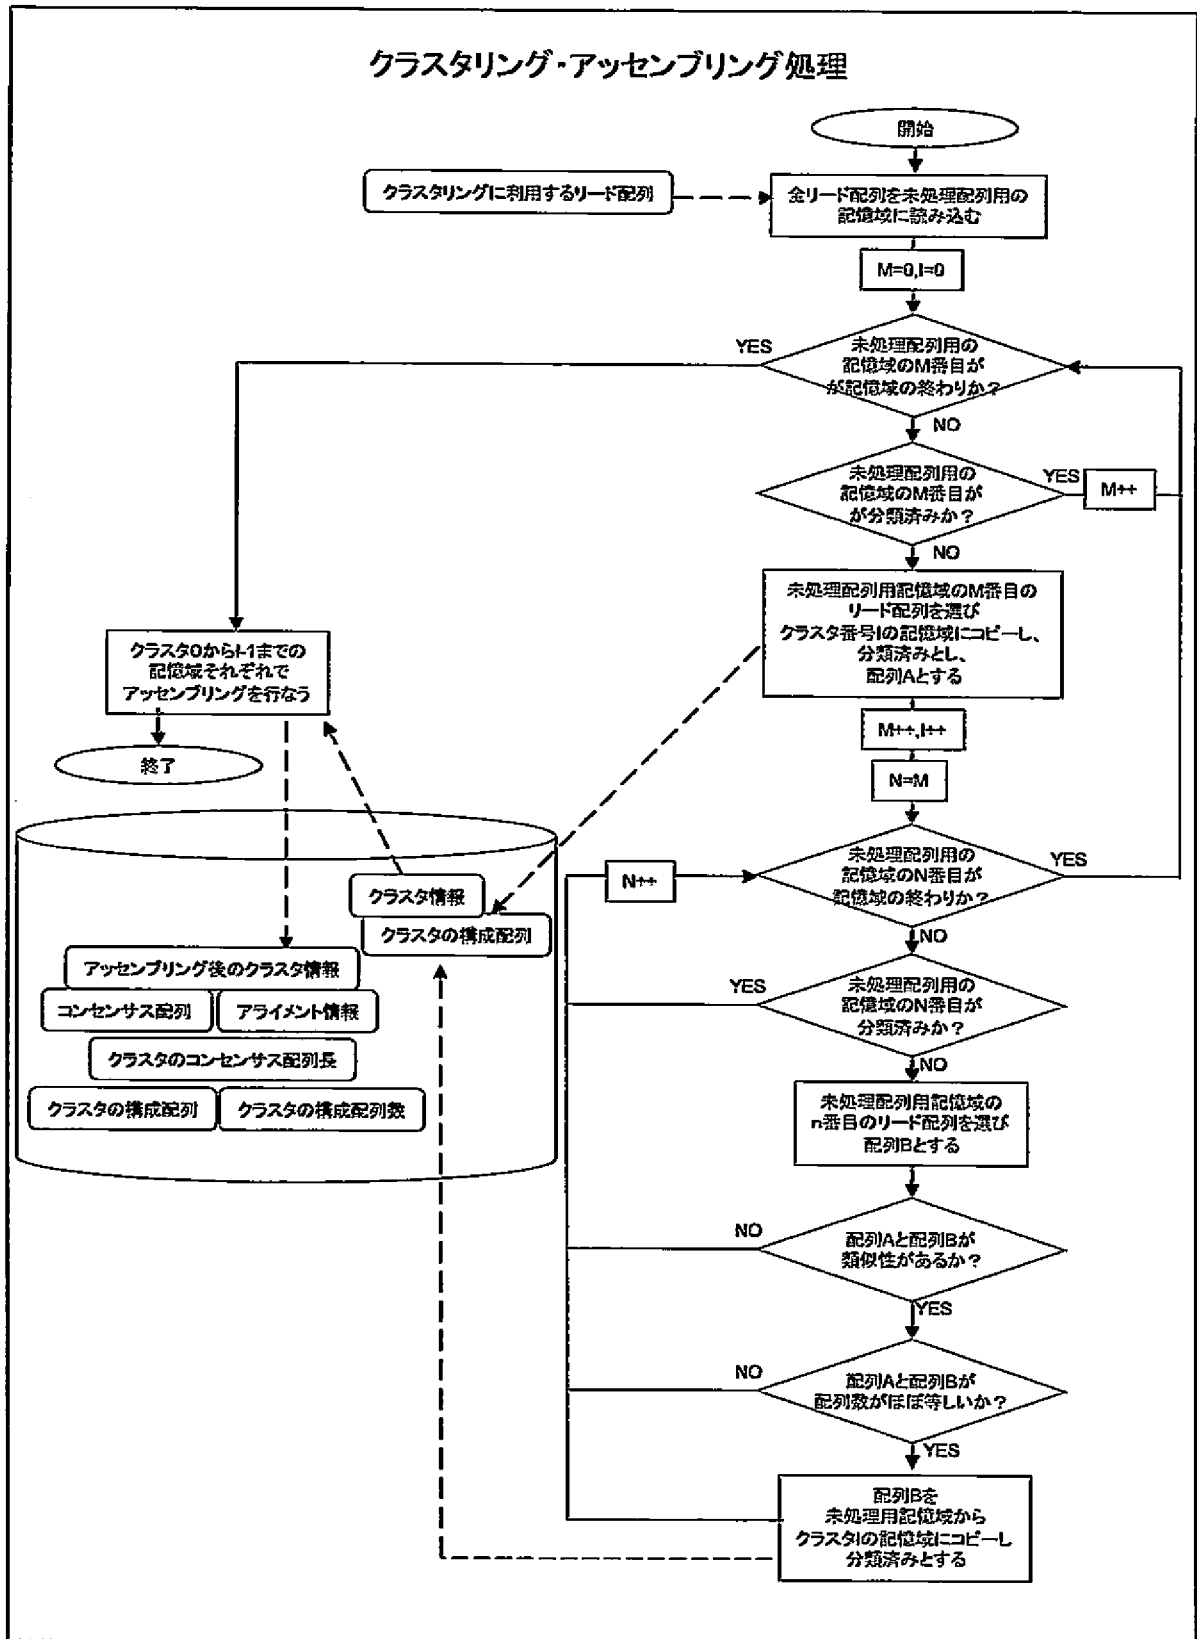 クラスタリング・アッセンブリング処理
開始
クラスタリングに利用するリード配列
全リード配列を未処理配列用の
記憶域に読み込む
M=0,I=0
未処理配列用の
記憶域のM番目が
が記憶域の終わりか？
YES
NO
未処理配列用の
記憶域のM番目が
が分類済みか？
YES
M++
NO
未処理配列用記憶域のM番目の
リード配列を選び
クラスタ番号Iの記憶域にコピーし、
分類済みとし、
配列Aとする
クラスタ0からI-1までの
記憶域それぞれで
アッセンブリングを行なう
終了
M++,I++
N=M
未処理配列用の
記憶域のN番目が
記憶域の終わりか？
YES
N++
NO
クラスタ情報
クラスタの構成配列
アッセンブリング後のクラスタ情報
コンセンサス配列
アライメント情報
クラスタのコンセンサス配列長
クラスタの構成配列
クラスタの構成配列数
未処理配列用の
記憶域のN番目が
分類済みか？
YES
NO
未処理配列用記憶域の
n番目のリード配列を選び
配列Bとする
配列Aと配列Bが
類似性があるか？
NO
YES
配列Aと配列Bが
配列数がほぼ等しいか？
NO
YES
配列Bを
未処理用記憶域から
クラスタIの記憶域にコピーし
分類済みとする